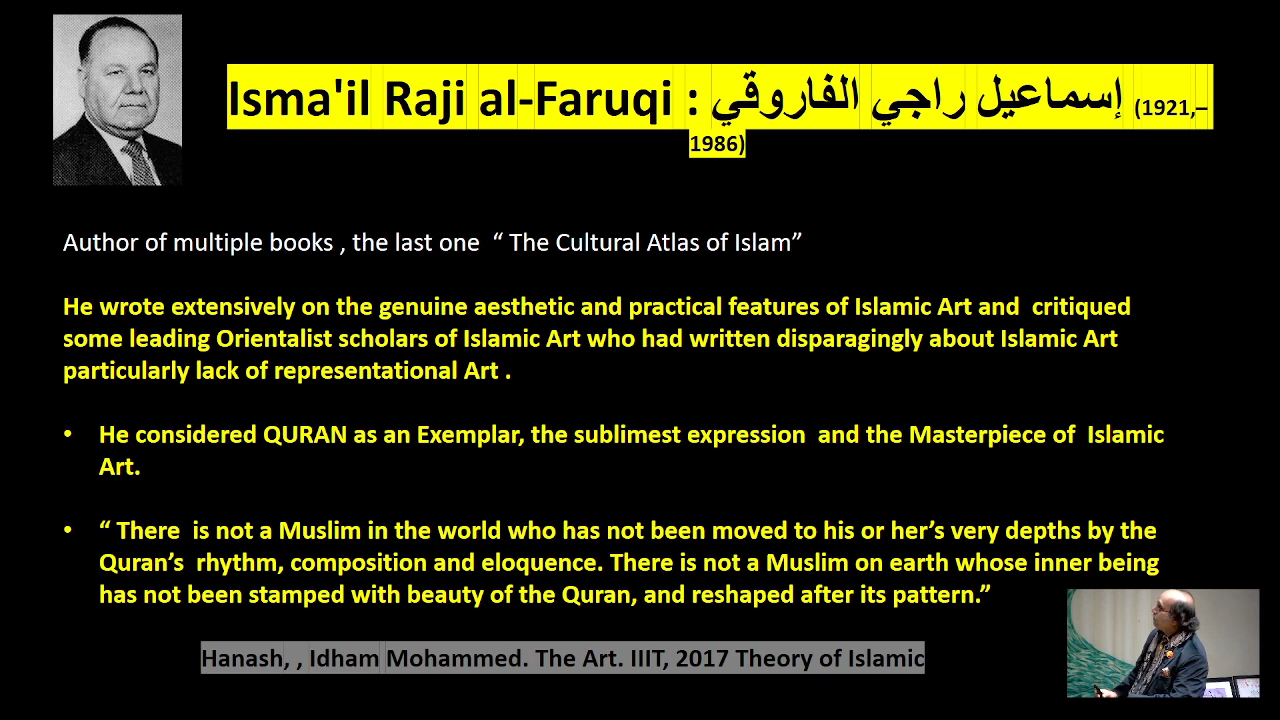 Isma'il Raji al-Faruqi : إسماعيل راجي الفاروقي (1921,–
1986)
Author of multiple books , the last one “ The Cultural Atlas of Islam”
He wrote extensively on the genuine aesthetic and practical features of Islamic Art and critiqued
some leading Orientalist scholars of Islamic Art who had written disparagingly about Islamic Art
particularly lack of representational Art .
• He considered QURAN as an Exemplar, the sublimest expression and the Masterpiece of Islamic
Art.
• “ There is not a Muslim in the world who has not been moved to his or her’s very depths by the
Quran’s rhythm, composition and eloquence. There is not a Muslim on earth whose inner being
has not been stamped with beauty of the Quran, and reshaped after its pattern.”
Hanash, , Idham Mohammed. The Art. IIIT, 2017 Theory of Islamic